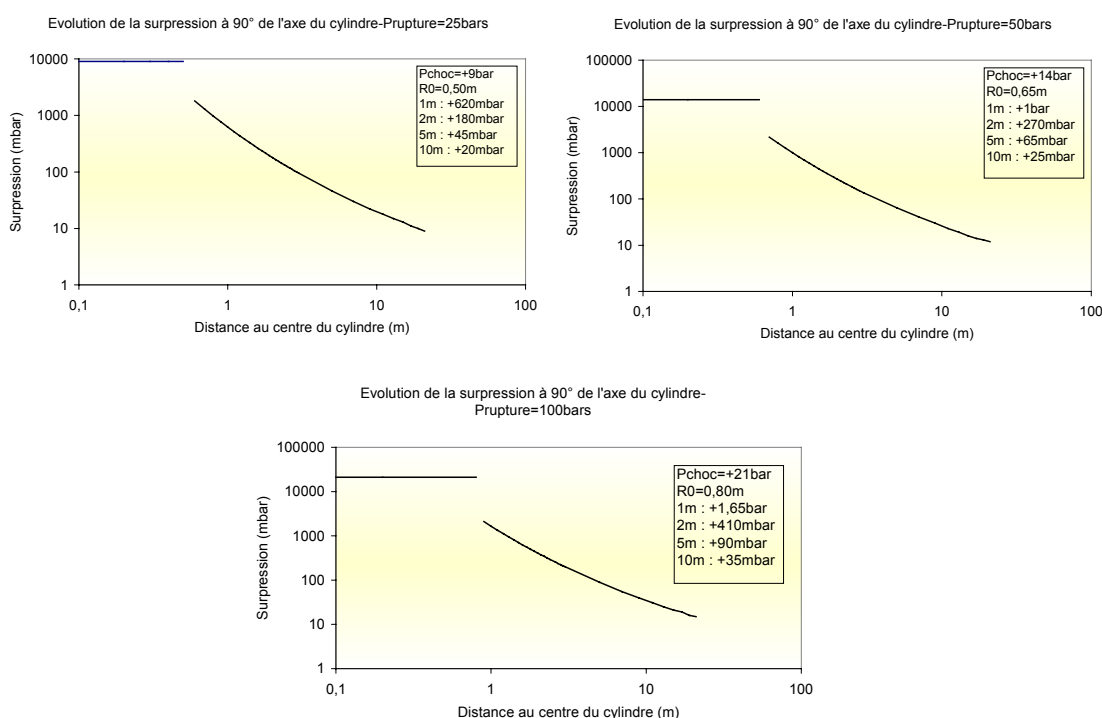 Evolution de la surpression à 90° de l'axe du cylindre-Prupture=25bars
10000
1000
100
10
1
Surpression (mbar)
0,1
1
10
100
Distance au centre du cylindre (m)
Pchoc=+9bar
R0=0,50m
1m : +620mbar
2m : +180mbar
5m : +45mbar
10m : +20mbar
Evolution de la surpression à 90° de l'axe du cylindre-Prupture=50bars
100000
10000
1000
100
10
1
Surpression (mbar)
0,1
1
10
100
Distance au centre du cylindre (m)
Pchoc=+14bar
R0=0,65m
1m : +1bar
2m : +270mbar
5m : +65mbar
10m : +25mbar
Evolution de la surpression à 90° de l'axe du cylindre-
Prupture=100bars
100000
10000
1000
100
10
1
Surpression (mbar)
0,1
1
10
100
Distance au centre du cylindre (m)
Pchoc=+21bar
R0=0,80m
1m : +1,65bar
2m : +410mbar
5m : +90mbar
10m : +35mbar